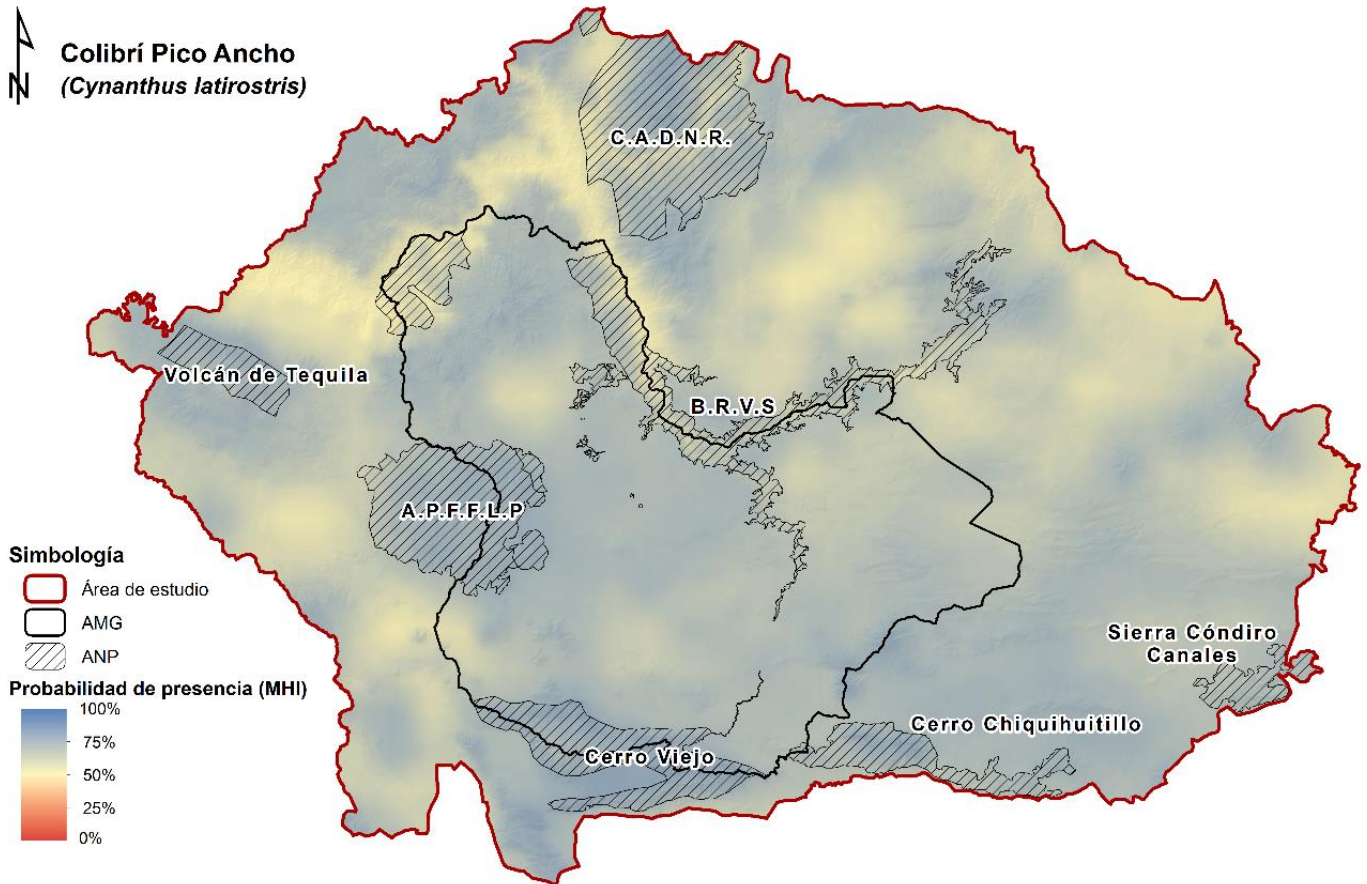 N
Colibrí Pico Ancho
(Cynanthus latirostris)
C.A.D.N.R.
Volcán de Tequila
B.R.V.S
A.P.F.F.L.P
Sierra Cóndiro
Canales
Cerro Chiquihuitillo
Cerro Viejo
Simbología
Área de estudio
AMG
ANP
Probabilidad de presencia (MHI)
100%
75%
50%
25%
0%